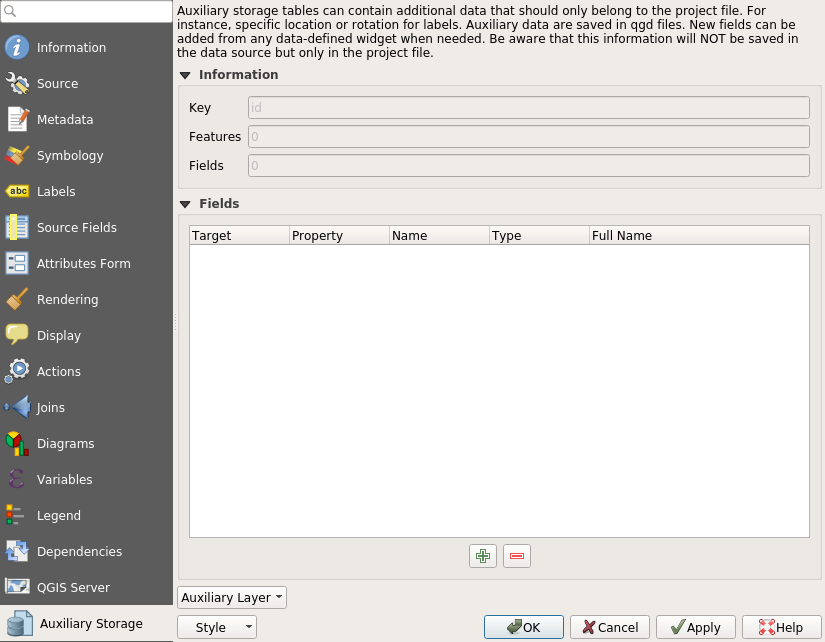 Auxiliary storage tables can contain additional data that should only belong to the project file. For
instance, specific location or rotation for labels. Auxiliary data are saved in qgd files. New fields can be
added from any data-defined widget when needed. Be aware that this information will NOT be saved in
the data source but only in the project file.
Information
Source
Metadata
Symbology
abc Labels
Source Fields
Attributes Form
Rendering
Display
Actions
Joins
Diagrams
Variables
Legend
Dependencies
QGIS Server
Auxiliary Storage
Information
Key id
Features 0
Fields 0
Fields
Target Property Name Type Full Name
Auxiliary Layer
Style OK Cancel Apply Help